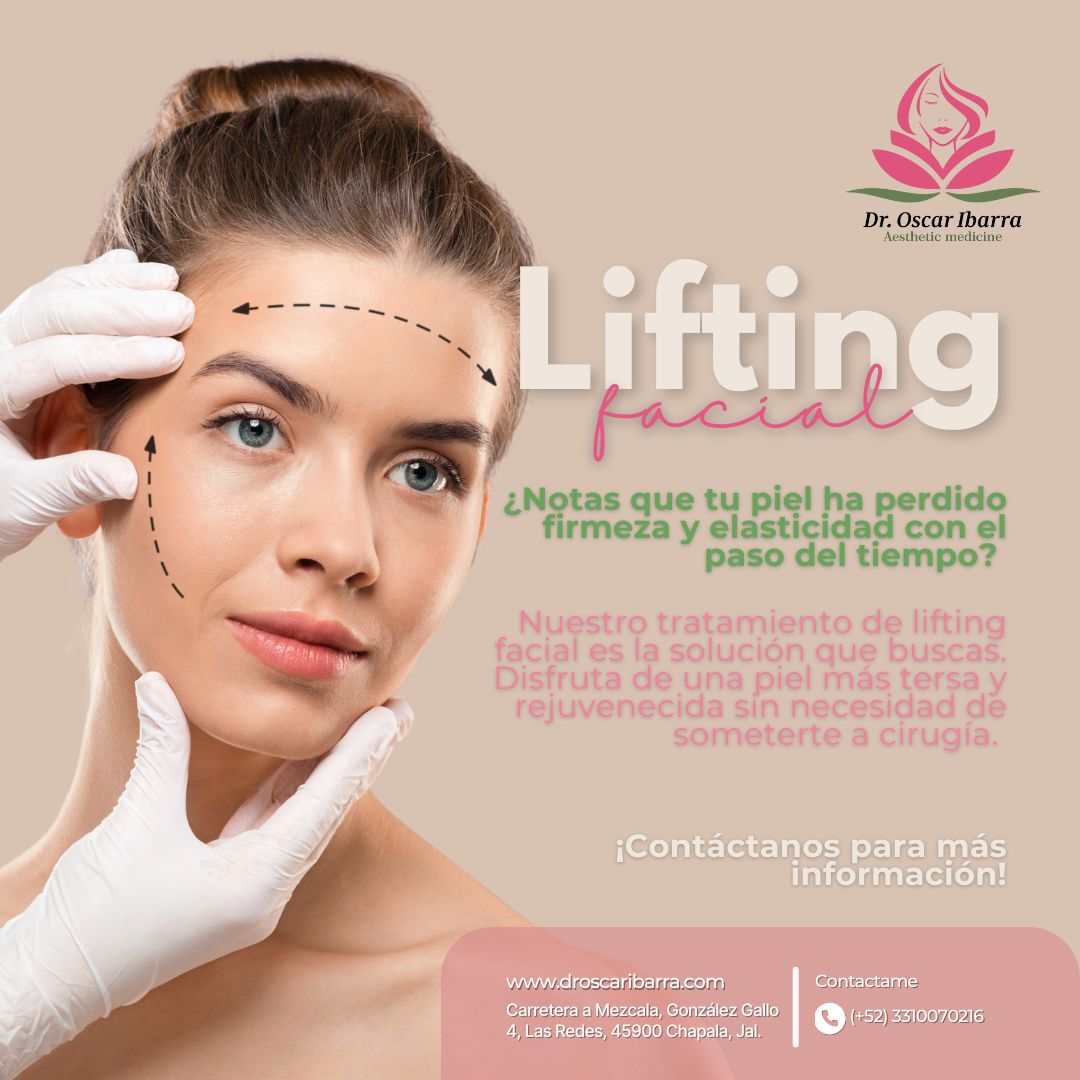 Dr. Oscar Ibarra
Aesthetic medicine
Lifting
facial
¿Notas que tu piel ha perdido
firmeza y elasticidad con el
paso del tiempo?
Nuestro tratamiento de lifting
facial es la solución que buscas.
Disfruta de una piel más tersa y
rejuvenecida sin necesidad de
someterte a cirugía.
¡Contáctanos para más
información!
www.droscaribarra.com
Carretera a Mezcala, González Gallo
4, Las Redes, 45900 Chapala, Jal.
Contactame
(+52) 3310070216